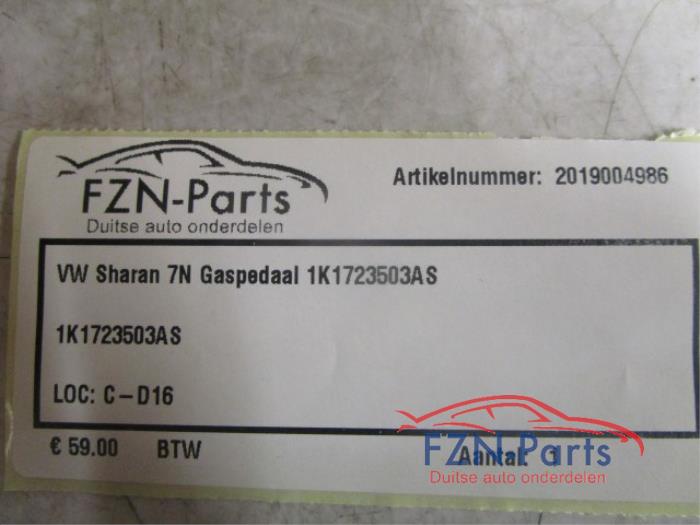 FZN-Parts
Duitse auto onderdelen
Artikelnummer: 2019004986
VW Sharan 7N Gaspedaal 1K1723503AS
1K1723503AS
LOC: C-D16
€ 59.00 BTW
Aantal: 1
FZN-Parts
Duitse auto onderdelen